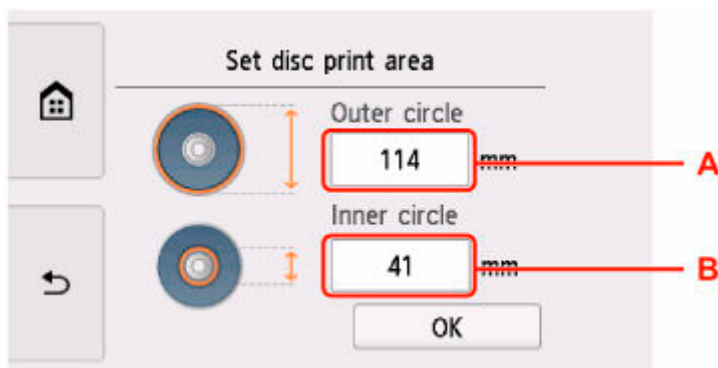 Set disc print area
Outer circle
114 mm
A
Inner circle
41 mm
B
OK